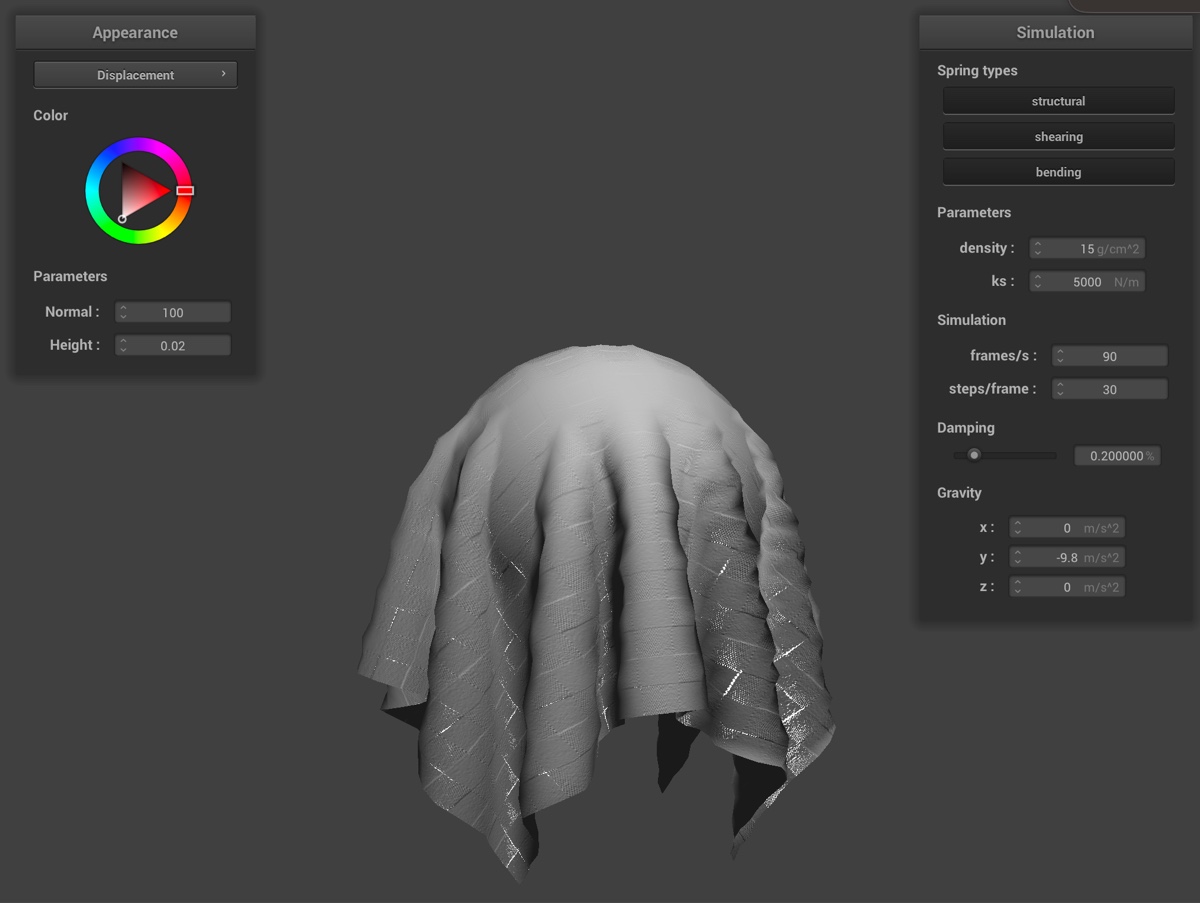 Appearance
Displacement ›
Color
Parameters
Normal : 100
Height : 0.02
Simulation
Spring types
structural
shearing
bending
Parameters
density : 15 g/cm^2
ks : 5000 N/m
Simulation
frames/s : 90
steps/frame : 30
Damping
0.200000 %
Gravity
x : 0 m/s^2
y : -9.8 m/s^2
z : 0 m/s^2